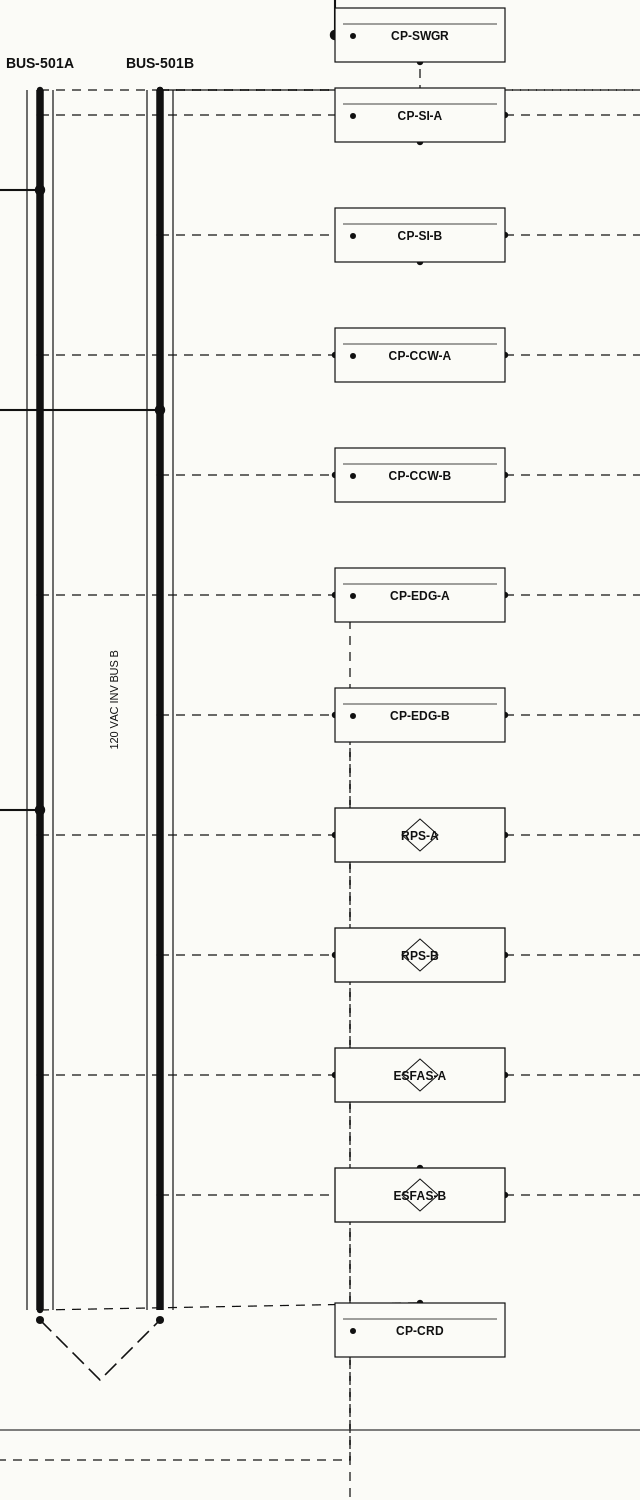 CP-SWGR
BUS-501A
BUS-501B
CP-SI-A
CP-SI-B
CP-CCW-A
CP-CCW-B
CP-EDG-A
120 VAC INV BUS B
CP-EDG-B
RPS-A
RPS-B
ESFAS-A
ESFAS-B
CP-CRD